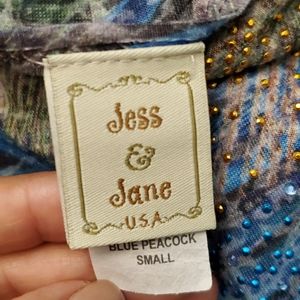 Jess
&
Jane
U.S.A.
BLUE PEACOCK
SMALL